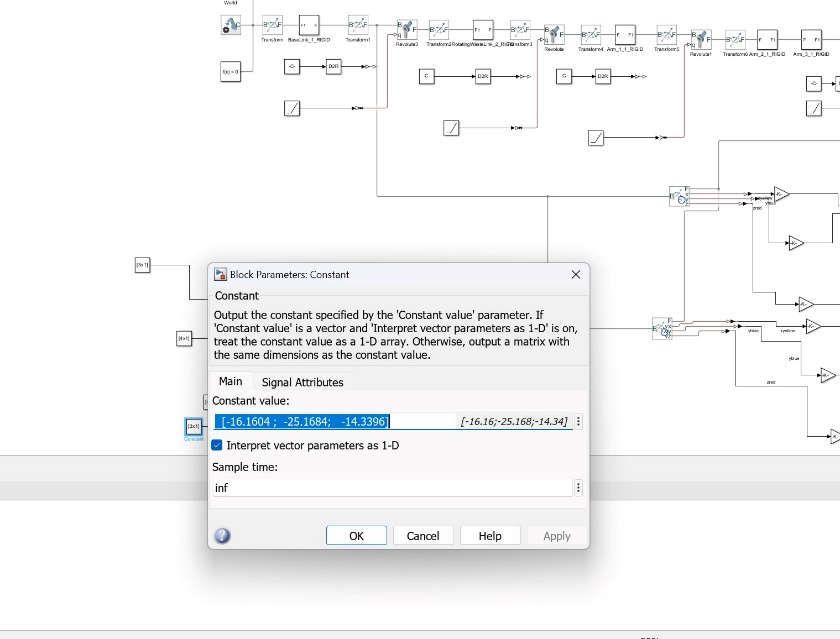 World
Transform
BaseLink_1_RIGID
Transform1
Revolute3
Transform2
Revolute
Transform4
Arm_1_1_RIGID
Transform5
Revolute1
Transform6
Arm_2_1_RIGID
Arm_3_1_RIGID
f(x) = 0
D2R
D2R
D2R
-C-
-C-
[3x1]
[3x1]
[3x1]
Constant
zred
yblue
zred
-K-
-K-
-K-
-K-
-K-
-K-
Block Parameters: Constant
Constant
Output the constant specified by the 'Constant value' parameter. If
'Constant value' is a vector and 'Interpret vector parameters as 1-D' is on,
treat the constant value as a 1-D array. Otherwise, output a matrix with
the same dimensions as the constant value.
Main Signal Attributes
Constant value:
[-16.1604 ; -25.1684; -14.3396] [-16.16;-25.168;-14.34]
Interpret vector parameters as 1-D
Sample time:
inf
OK Cancel Help Apply